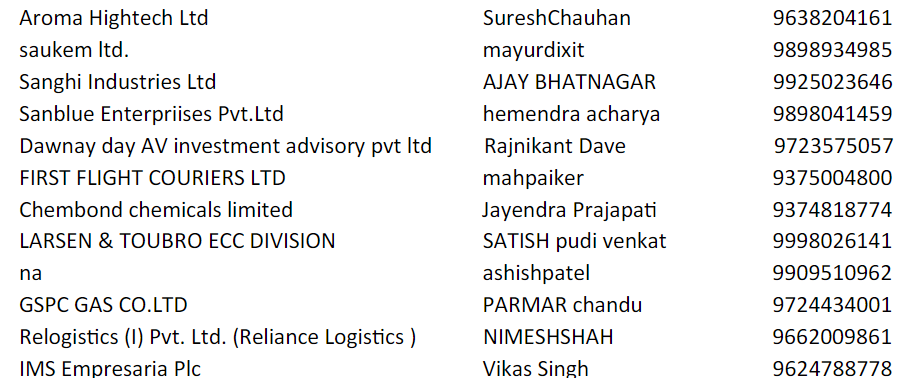 Aroma Hightech Ltd SureshChauhan 9638204161
saukem ltd. mayurdixit 9898934985
Sanghi Industries Ltd AJAY BHATNAGAR 9925023646
Sanblue Enterpriises Pvt.Ltd hemendra acharya 9898041459
Dawnay day AV investment advisory pvt ltd Rajnikant Dave 9723575057
FIRST FLIGHT COURIERS LTD mahpaiker 9375004800
Chembond chemicals limited Jayendra Prajapati 9374818774
LARSEN & TOUBRO ECC DIVISION SATISH pudi venkat 9998026141
na ashishpatel 9909510962
GSPC GAS CO.LTD PARMAR chandu 9724434001
Relogistics (I) Pvt. Ltd. (Reliance Logistics ) NIMESHSHAH 9662009861
IMS Empresaria Plc Vikas Singh 9624788778